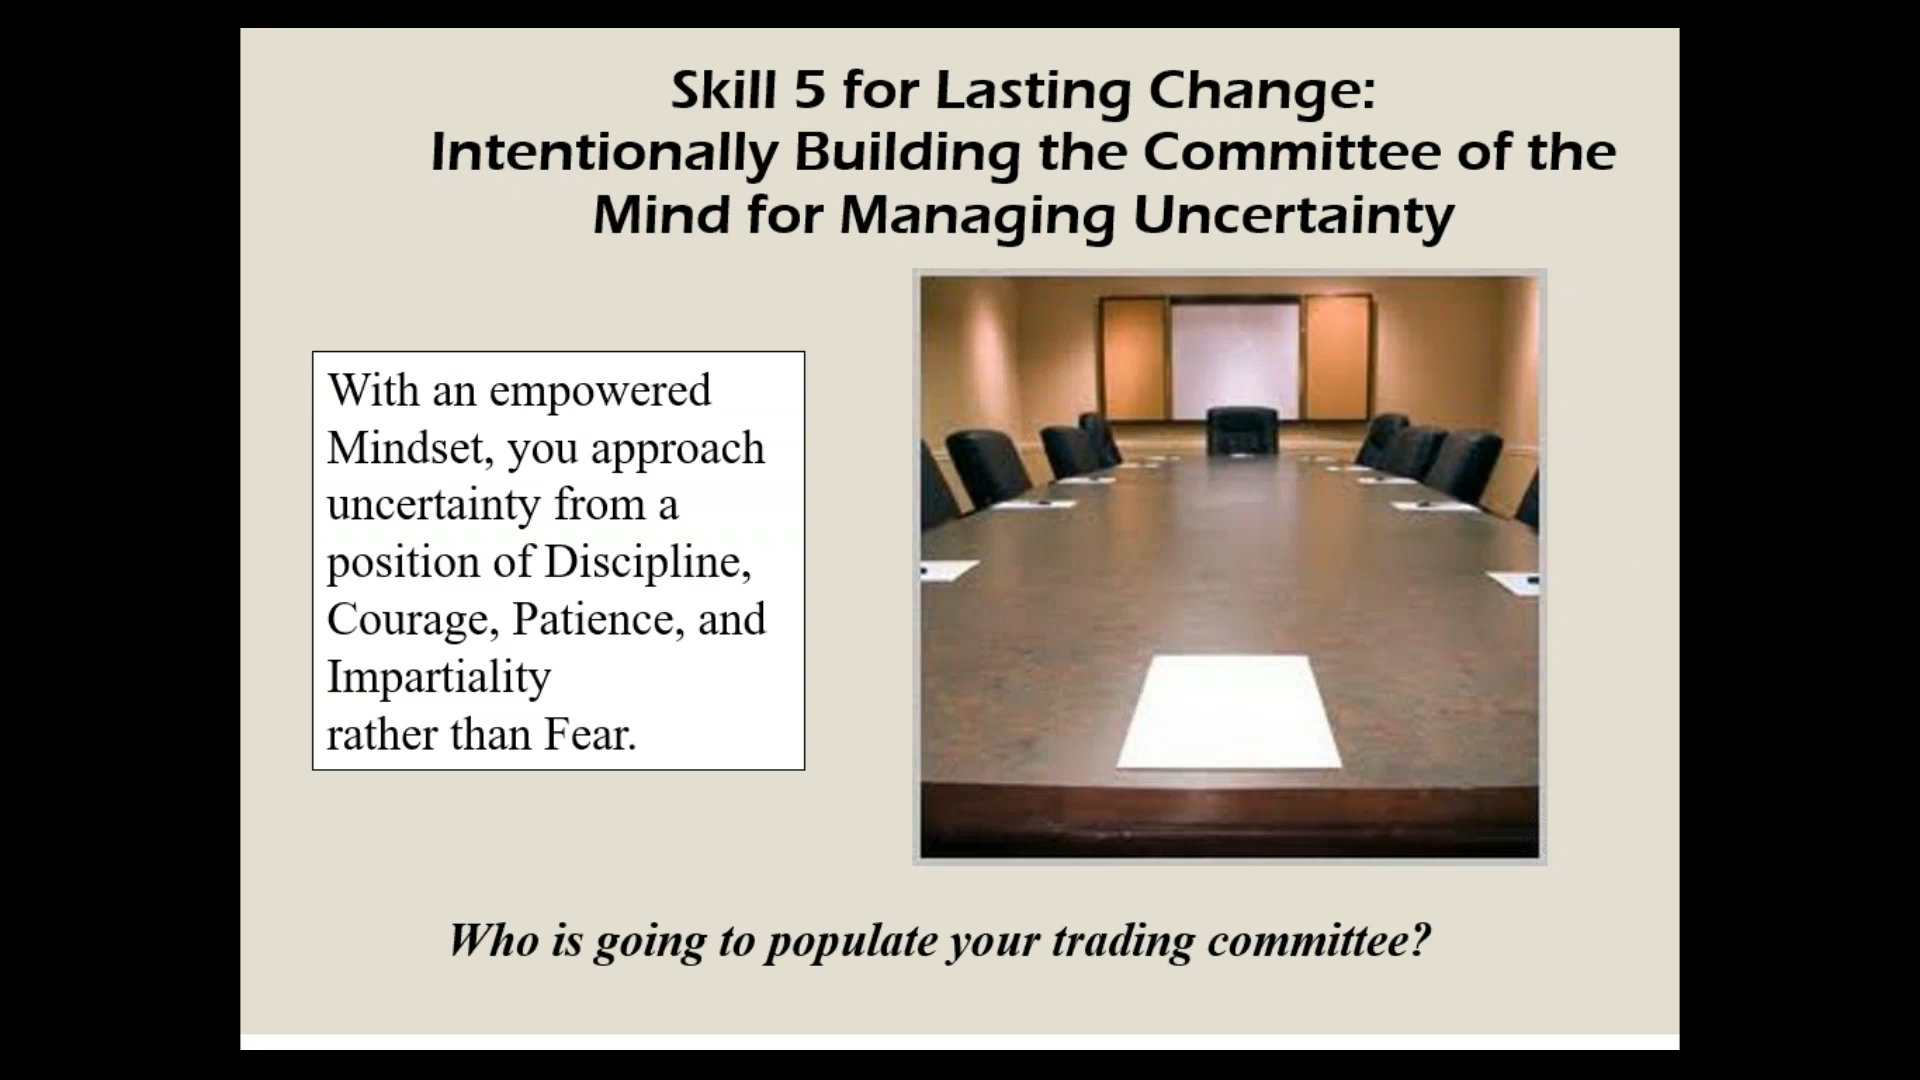 Skill 5 for Lasting Change:
Intentionally Building the Committee of the
Mind for Managing Uncertainty
With an empowered
Mindset, you approach
uncertainty from a
position of Discipline,
Courage, Patience, and
Impartiality
rather than Fear.
Who is going to populate your trading committee?